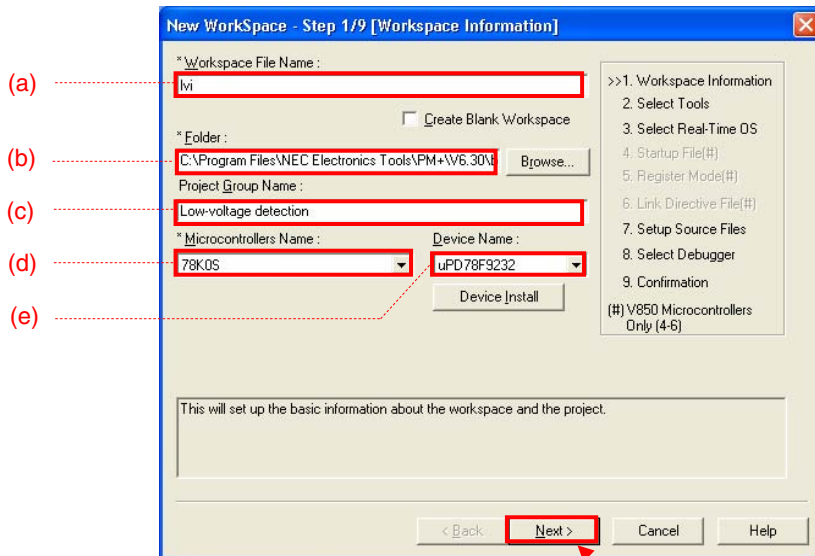 New WorkSpace - Step 1/9 [Workspace Information]
* Workspace File Name :
(a)
lvi
Create Blank Workspace
* Folder :
(b)
C:\Program Files\NEC Electronics Tools\PM+\V6.30\b
Browse...
Project Group Name :
(c)
Low-voltage detection
* Microcontrollers Name :
Device Name :
(d)
78K0S
uPD78F9232
(e)
Device Install
>>1. Workspace Information
2. Select Tools
3. Select Real-Time OS
4. Startup File(#)
5. Register Mode(#)
6. Link Directive File(#)
7. Setup Source Files
8. Select Debugger
9. Confirmation
(#) V850 Microcontrollers
Only (4-6)
This will set up the basic information about the workspace and the project.
< Back
Next >
Cancel
Help